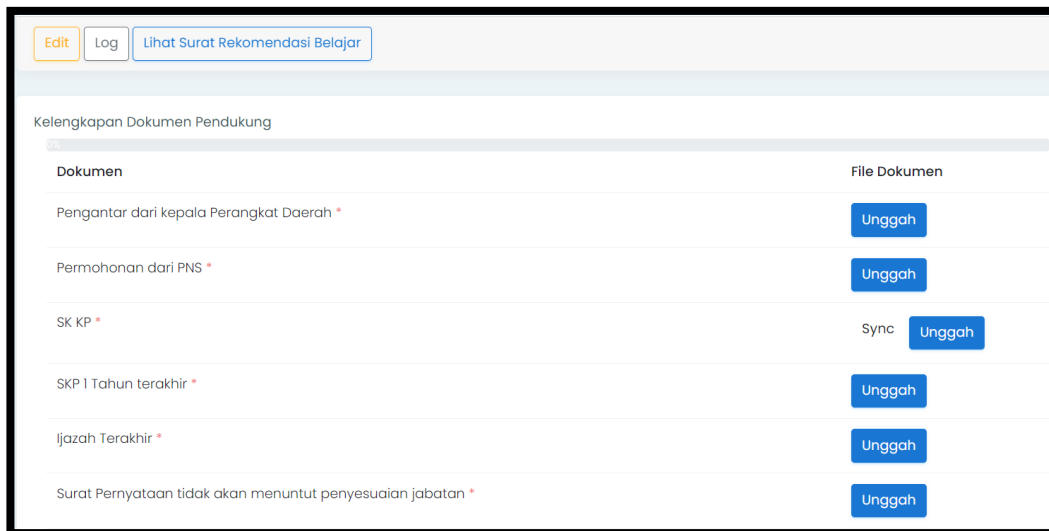 Edit Log Lihat Surat Rekomendasi Belajar
Kelengkapan Dokumen Pendukung
0%
Dokumen File Dokumen
Pengantar dari kepala Perangkat Daerah * Unggah
Permohonan dari PNS * Unggah
SK KP * Sync Unggah
SKP 1 Tahun terakhir * Unggah
Ijazah Terakhir * Unggah
Surat Pernyataan tidak akan menuntut penyesuaian jabatan * Unggah